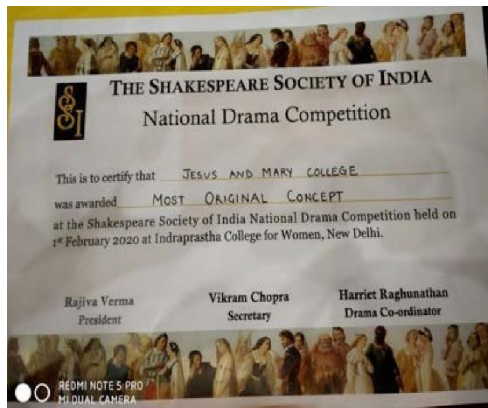 THE SHAKESPEARE SOCIETY OF INDIA
SSI
National Drama Competition
This is to certify that JESUS AND MARY COLLEGE
was awarded MOST ORIGINAL CONCEPT
at the Shakespeare Society of India National Drama Competition held on
1st February 2020 at Indraprastha College for Women, New Delhi.
Rajiva Verma Vikram Chopra Harriet Raghunathan
President Secretary Drama Co-ordinator
REDMI NOTE 5 PRO
MI DUAL CAMERA